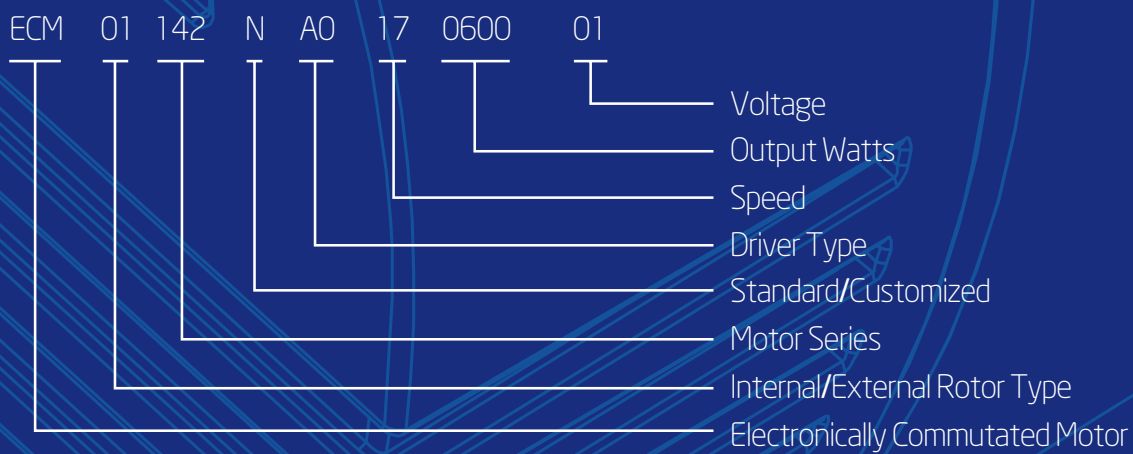 ECM 01 142 N A0 17 0600 01
Voltage
Output Watts
Speed
Driver Type
Standard/Customized
Motor Series
Internal/External Rotor Type
Electronically Commutated Motor